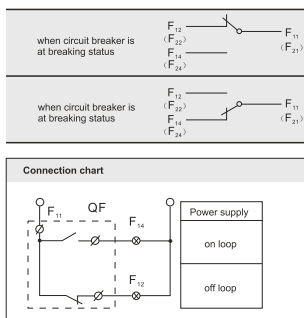 when circuit breaker is
at breaking status
F12
(F22)
F14
(F24)
F11
(F21)
when circuit breaker is
at breaking status
F12
(F22)
F14
(F24)
F11
(F21)
Connection chart
F11
QF
F14
F12
Power supply
on loop
off loop